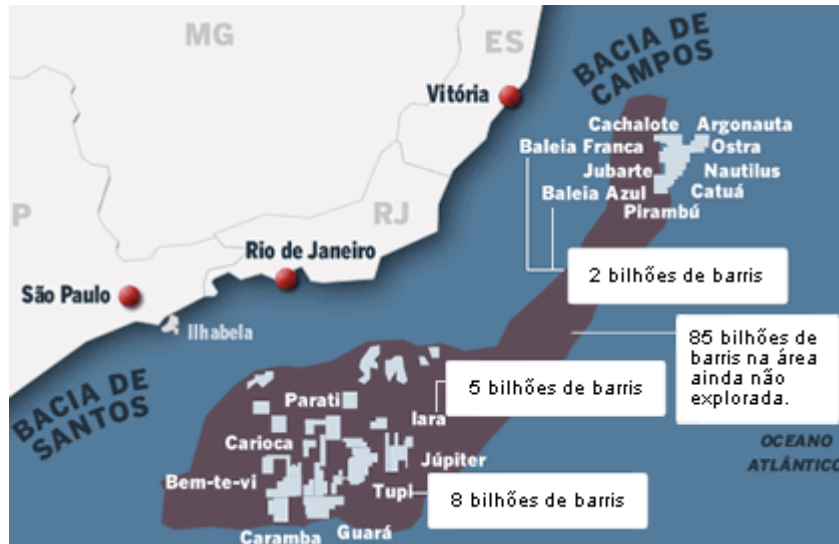 MG
ES
BACIA DE
CAMPOS
Vitória
Cachalote
Argonauta
Baleia Franca
Ostra
Jubarte
Nautilus
Baleia Azul
Catuá
Pirambú
P
RJ
Rio de Janeiro
2 bilhões de barris
São Paulo
Ilhabela
85 bilhões de
barris na área
ainda não
explorada.
BACIA DE
SANTOS
5 bilhões de barris
Parati
Iara
Carioca
OCEANO
ATLÂNTICO
Júpiter
Bem-te-vi
Tupi
8 bilhões de barris
Caramba
Guará